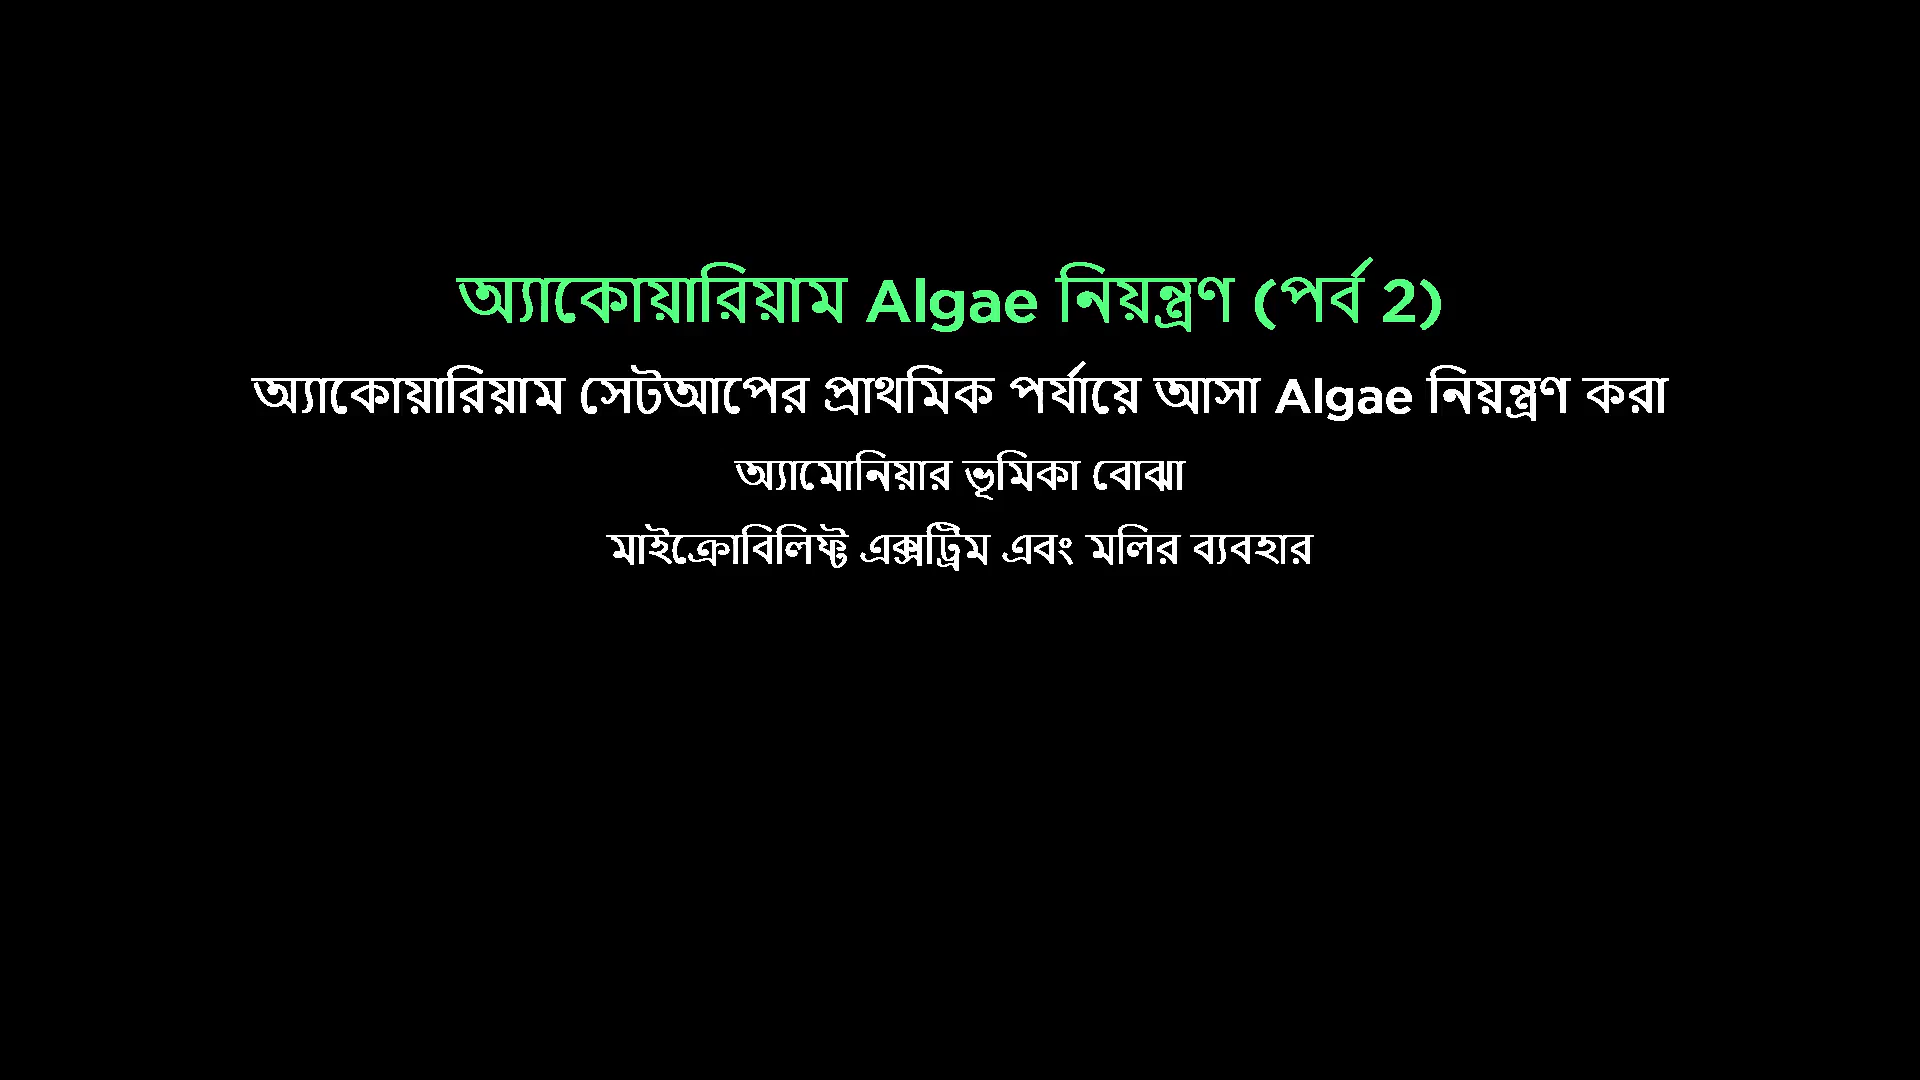 অ্যাকোয়ারিয়াম Algae নিয়ন্ত্রণ (পর্ব 2)
অ্যাকোয়ারিয়াম সেটআপের প্রাথমিক পর্যায়ে আসা Algae নিয়ন্ত্রণ করা
অ্যামোনিয়ার ভূমিকা বোঝা
মাইক্রোবিলিফ্ট এক্সট্রিম এবং মলির ব্যবহার